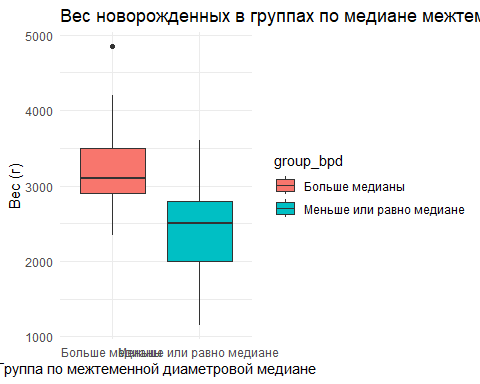 Вес новорожденных в группах по медиане межтем
5000
4000
3000
2000
1000
Вес (г)
Больше медианы
Меньше или равно медиане
Группа по межтеменной диаметровой медиане
group_bpd
Больше медианы
Меньше или равно медиане